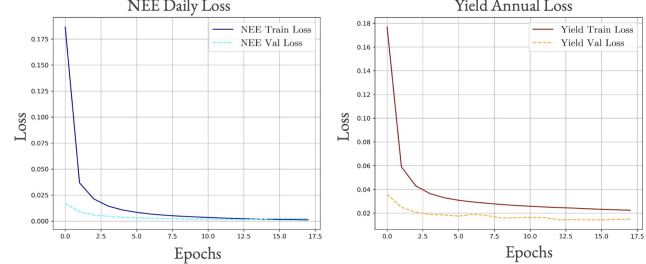 NEE Daily Loss
NEE Train Loss
NEE Val Loss
0.175
0.150
0.125
0.100
0.075
0.050
0.025
0.000
Loss
0.0 2.5 5.0 7.5 10.0 12.5 15.0 17.5
Epochs
Yield Annual Loss
Yield Train Loss
Yield Val Loss
0.18
0.16
0.14
0.12
0.10
0.08
0.06
0.04
0.02
Loss
0.0 2.5 5.0 7.5 10.0 12.5 15.0 17.5
Epochs